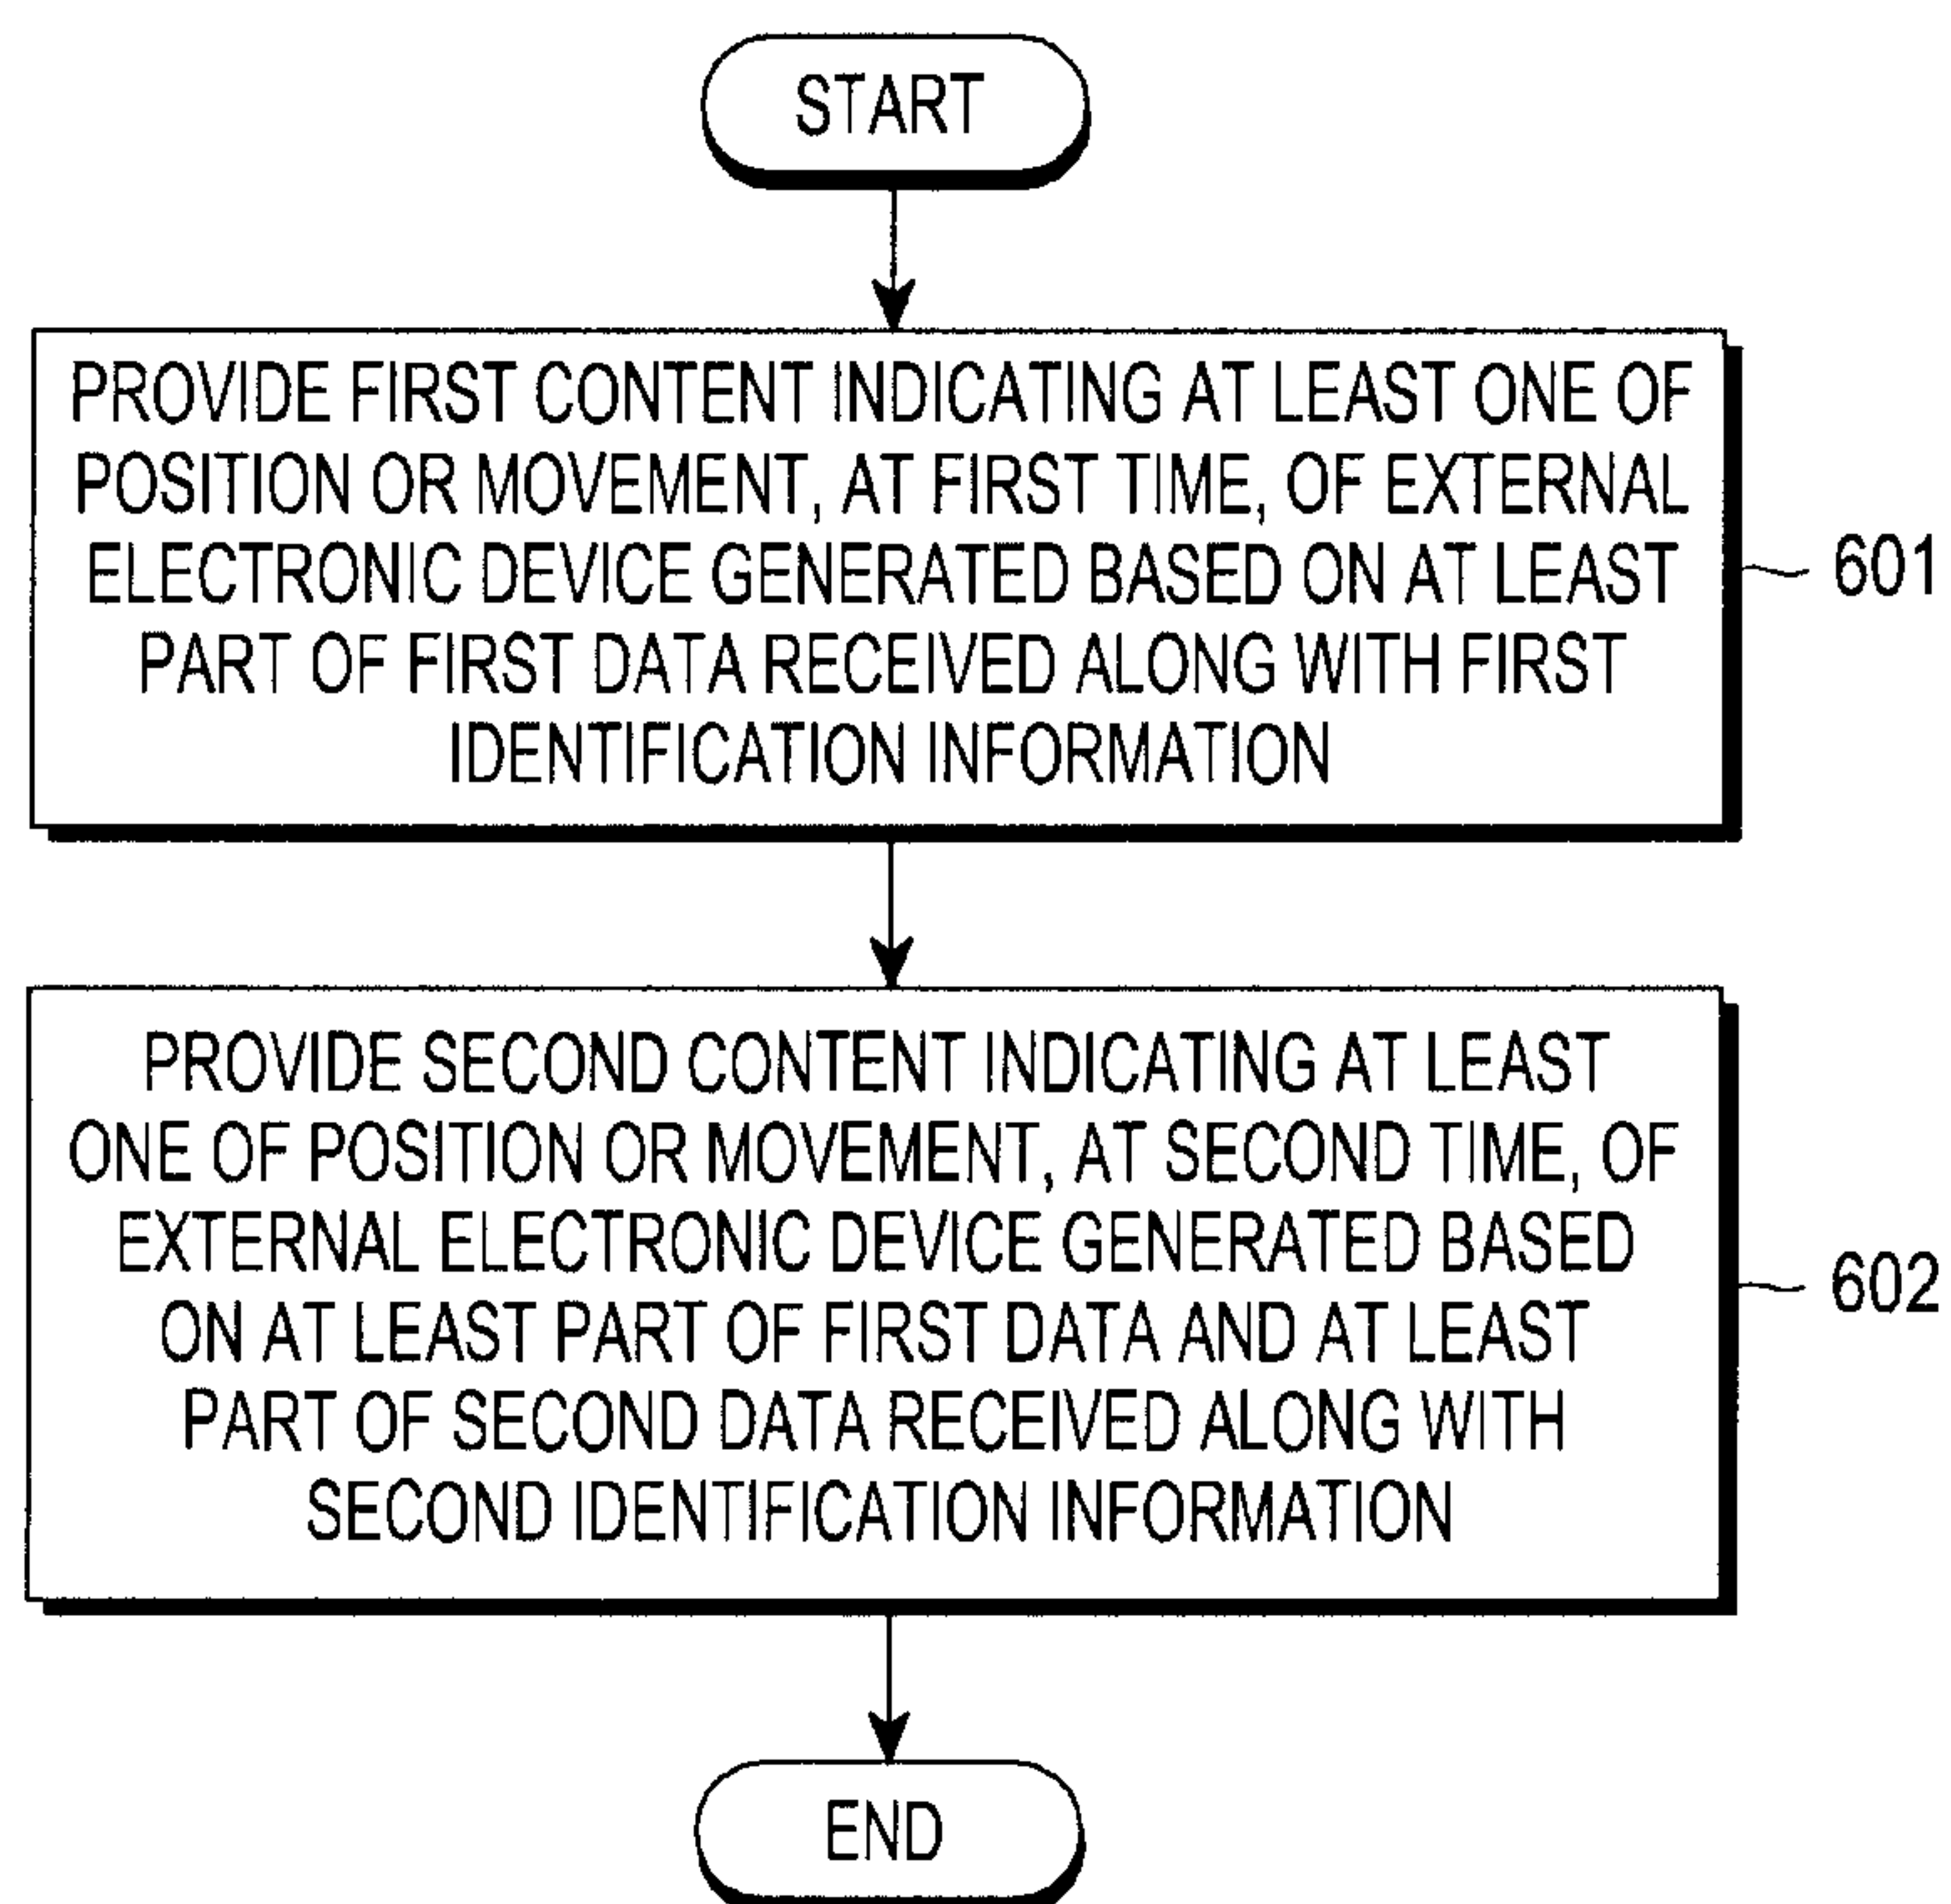 START
PROVIDE FIRST CONTENT INDICATING AT LEAST ONE OF
POSITION OR MOVEMENT, AT FIRST TIME, OF EXTERNAL
ELECTRONIC DEVICE GENERATED BASED ON AT LEAST
PART OF FIRST DATA RECEIVED ALONG WITH FIRST
IDENTIFICATION INFORMATION
601
PROVIDE SECOND CONTENT INDICATING AT LEAST
ONE OF POSITION OR MOVEMENT, AT SECOND TIME, OF
EXTERNAL ELECTRONIC DEVICE GENERATED BASED
ON AT LEAST PART OF FIRST DATA AND AT LEAST
PART OF SECOND DATA RECEIVED ALONG WITH
SECOND IDENTIFICATION INFORMATION
602
END